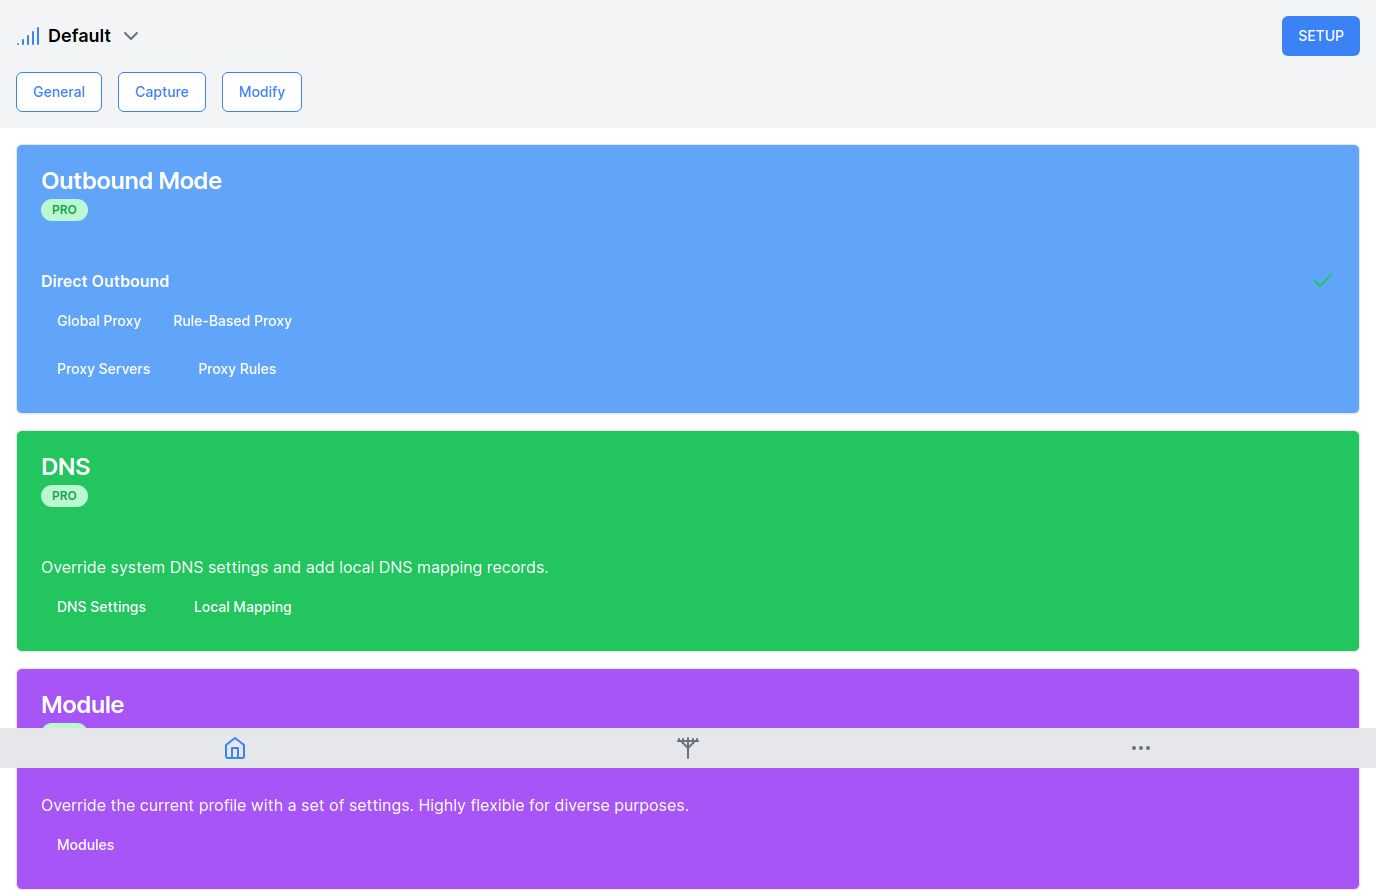 Default
SETUP
General Capture Modify
Outbound Mode
PRO
Direct Outbound
Global Proxy Rule-Based Proxy
Proxy Servers Proxy Rules
DNS
PRO
Override system DNS settings and add local DNS mapping records.
DNS Settings Local Mapping
Module
Override the current profile with a set of settings. Highly flexible for diverse purposes.
Modules